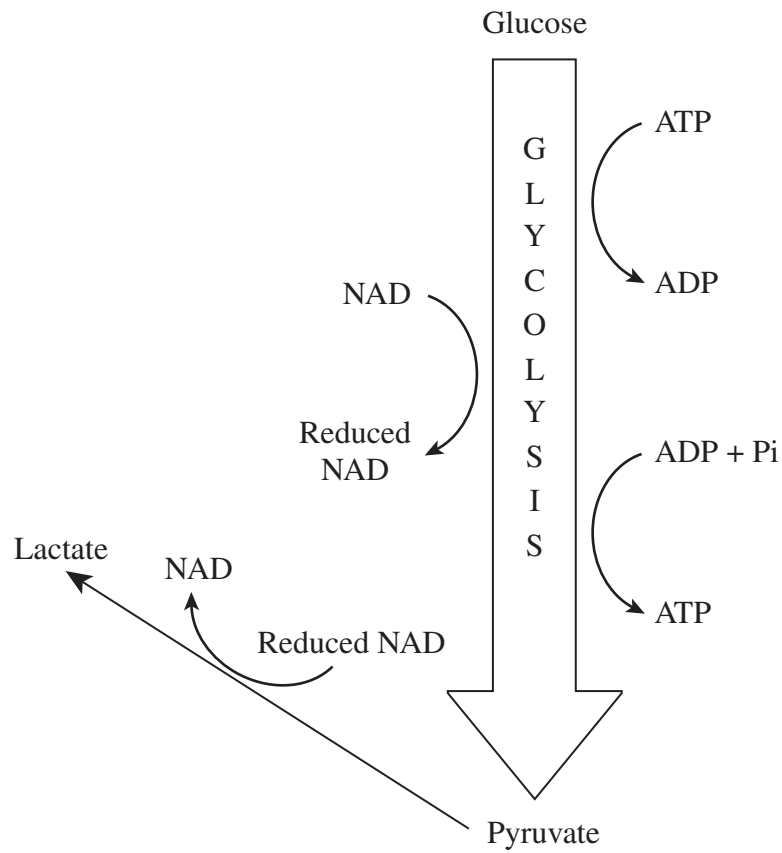 Glucose
ATP
G
L
Y
C
O
L
Y
S
I
S
ADP
NAD
Reduced
NAD
ADP + Pi
ATP
Lactate
NAD
Reduced NAD
Pyruvate